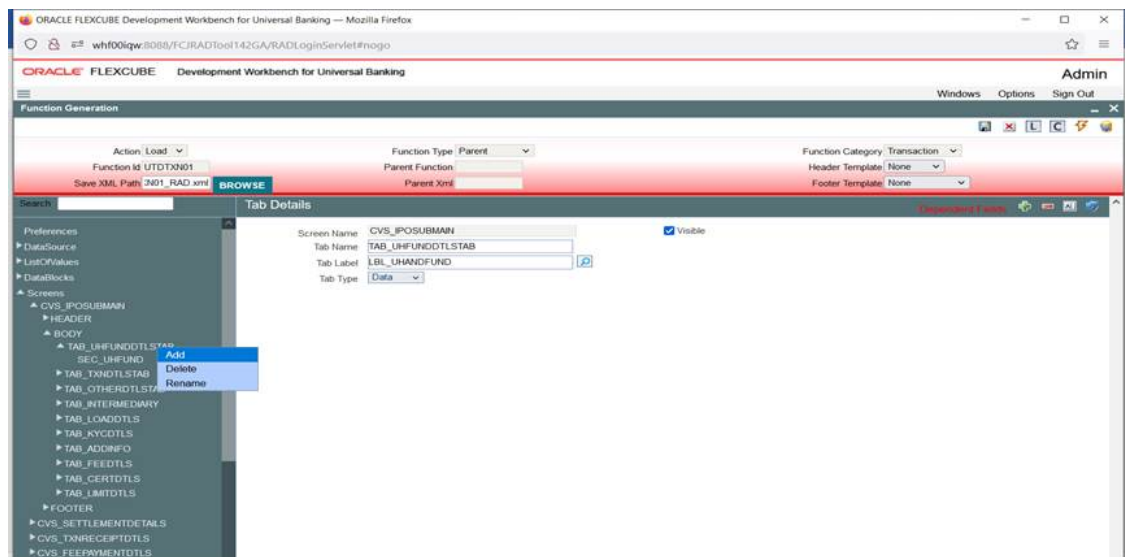 ORACLE FLEXCUBE Development Workbench for Universal Banking — Mozilla Firefox
whf00iqw:8088/FCJRADTool142GA/RADLoginServlet#nogo
ORACLE FLEXCUBE Development Workbench for Universal Banking Admin
Windows Options Sign Out
Function Generation
L C
Action Load Function Type Parent Function Category Transaction
Function Id UTDTXN01 Parent Function Header Template None
Save XML Path 3N01_RAD.xml BROWSE Parent Xml Footer Template None
Search Tab Details Dependent Fields
Preferences Screen Name CVS_IPOSUBMAIN Visible
DataSource Tab Name TAB_UHFUNDDTLSTAB
ListOfValues Tab Label LBL_UHANDFUND
DataBlocks Tab Type Data
Screens
CVS_IPOSUBMAIN
HEADER
BODY
TAB_UHFUNDDTLSTAB
Add
SEC_UHFUND
Delete
TAB_TXNDTLSTAB
Rename
TAB_OTHERDTLSTA
TAB_INTERMEDIARY
TAB_LOADDTLS
TAB_KYCDTLS
TAB_ADDINFO
TAB_FEEDTLS
TAB_CERTDTLS
TAB_LIMITDTLS
FOOTER
CVS_SETTLEMENTDETAILS
CVS_TXNRECEIPTDTLS
CVS_FEEPAYMENTDTLS